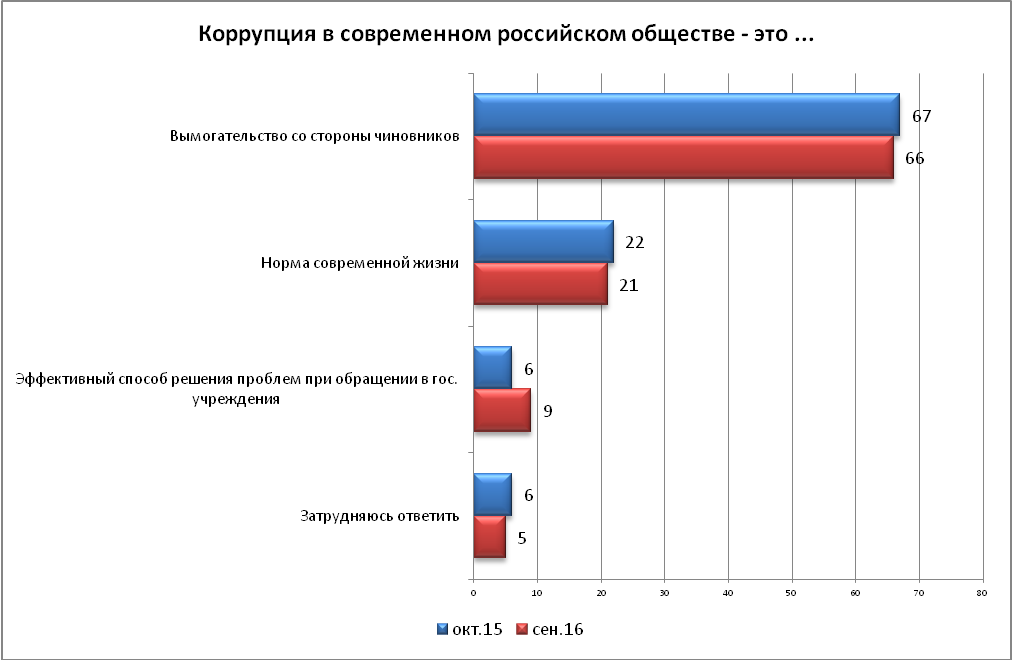 Коррупция в современном российском обществе - это ...
Вымогательство со стороны чиновников
67
66
Норма современной жизни
22
21
Эффективный способ решения проблем при обращении в гос.
учреждения
6
9
Затрудняюсь ответить
6
5
0 10 20 30 40 50 60 70 80
окт.15 сен.16